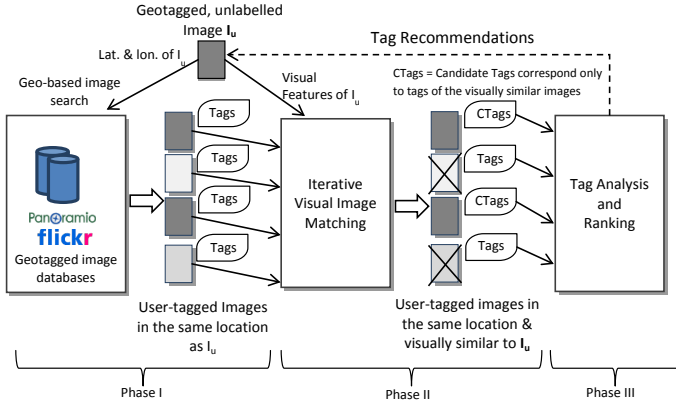 Geotagged, unlabelled
Image Iu
Tag Recommendations
Lat. & lon. of Iu
Geo-based image
search
Visual
Features of Iu
CTags = Candidate Tags correspond only
to tags of the visually similar images
Tags
Tags
Tags
Tags
CTags
Tags
CTags
Tags
Panoramio
flickr
Geotagged image
databases
Iterative
Visual Image
Matching
Tag Analysis
and
Ranking
User-tagged Images
in the same location
as Iu
User-tagged images in
the same location &
visually similar to Iu
Phase I
Phase II
Phase III